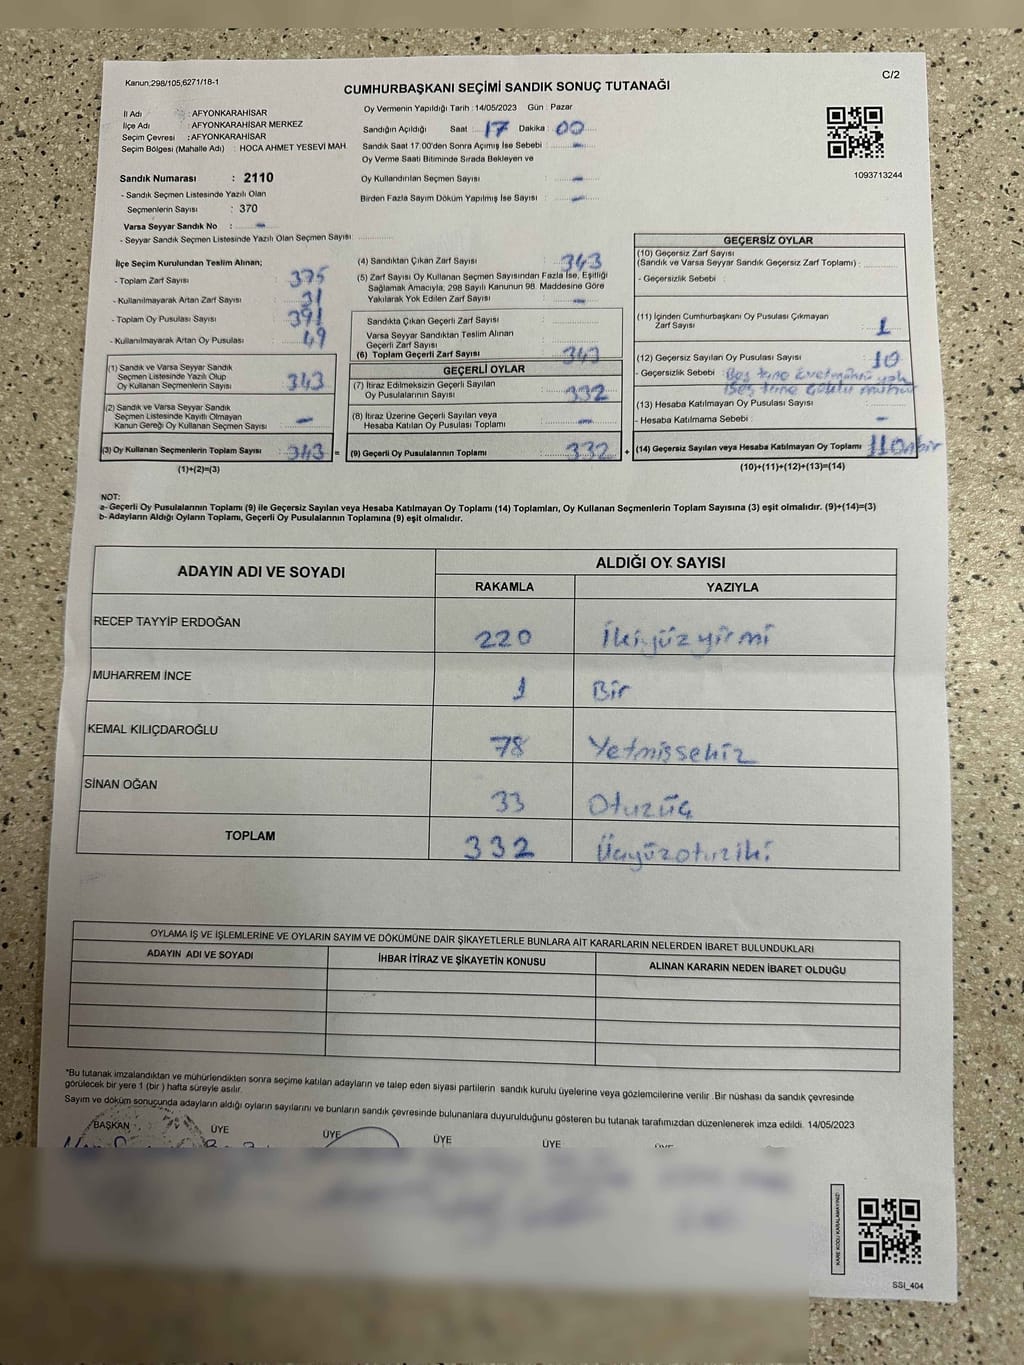 Kanun,298/105,6271/18-1
C/2
CUMHURBAŞKANI SEÇİMİ SANDIK SONUÇ TUTANAĞI
İl Adı : AFYONKARAHİSAR
İlçe Adı : AFYONKARAHİSAR MERKEZ
Seçim Çevresi : AFYONKARAHİSAR
Seçim Bölgesi (Mahalle Adı) : HOCA AHMET YESEVİ MAH.
Oy Vermenin Yapıldığı Tarih : 14/05/2023 Gün : Pazar
Sandığın Açıldığı Saat 17 Dakika 00
Sandık Saat 17.00'den Sonra Açımış İse Sebebi : -
Oy Verme Saati Bitiminde Sırada Bekleyen ve
Oy Kullandırılan Seçmen Sayısı : -
Birden Fazla Sayım Döküm Yapılmış İse Sayısı : -
1093713244
Sandık Numarası : 2110
- Sandık Seçmen Listesinde Yazılı Olan
Seçmenlerin Sayısı : 370
Varsa Seyyar Sandık No : -
- Seyyar Sandık Seçmen Listesinde Yazılı Olan Seçmen Sayısı:
İlçe Seçim Kurulundan Teslim Alınan;
- Toplam Zarf Sayısı : 375
- Kullanılmayarak Artan Zarf Sayısı : 31
- Toplam Oy Pusulası Sayısı : 391
- Kullanılmayarak Artan Oy Pusulası : 49
(1) Sandık ve Varsa Seyyar Sandık
Seçmen Listesinde Yazılı Olup
Oy Kullanan Seçmenlerin Sayısı : 343
(2) Sandık ve Varsa Seyyar Sandık
Seçmen Listesinde Kayıtlı Olmayan
Kanun Gereği Oy Kullanan Seçmen Sayısı : -
(3) Oy Kullanan Seçmenlerin Toplam Sayısı : 343 =
(1)+(2)=(3)
(4) Sandıktan Çıkan Zarf Sayısı : 343
(5) Zarf Sayısı Oy Kullanan Seçmen Sayısından Fazla İse, Eşitliği
Sağlamak Amacıyla, 298 Sayılı Kanunun 98. Maddesine Göre
Yakılarak Yok Edilen Zarf Sayısı : -
Sandıkta Çıkan Geçerli Zarf Sayısı :
Varsa Seyyar Sandıktan Teslim Alınan
Geçerli Zarf Sayısı :
(6) Toplam Geçerli Zarf Sayısı : 343
GEÇERLİ OYLAR
(7) İtiraz Edilmeksizin Geçerli Sayılan
Oy Pusulalarının Sayısı : 332
(8) İtiraz Üzerine Geçerli Sayılan veya
Hesaba Katılan Oy Pusulaları Toplamı : -
(9) Geçerli Oy Pusulalarının Toplamı : 332 +
GEÇERSİZ OYLAR
(10) Geçersiz Zarf Sayısı
(Sandık ve Varsa Seyyar Sandık Geçersiz Zarf Toplamı) :
- Geçersizlik Sebebi :
(11) İçinden Cumhurbaşkanı Oy Pusulası Çıkmayan
Zarf Sayısı : 1
(12) Geçersiz Sayılan Oy Pusulası Sayısı : 10
- Geçersizlik Sebebi : Beş tane Evet mührü yok
Beş tane çoklu mühür
(13) Hesaba Katılmayan Oy Pusulası Sayısı :
- Hesaba Katılmama Sebebi : -
(14) Geçersiz Sayılan veya Hesaba Katılmayan Oy Toplamı : 11 Onbir
(10)+(11)+(12)+(13)=(14)
NOT:
a- Geçerli Oy Pusulalarının Toplamı (9) ile Geçersiz Sayılan veya Hesaba Katılmayan Oy Toplamı (14) Toplamları, Oy Kullanan Seçmenlerin Toplam Sayısına (3) eşit olmalıdır. (9)+(14)=(3)
b- Adayların Aldığı Oyların Toplamı, Geçerli Oy Pusulalarının Toplamına (9) eşit olmalıdır.
ADAYIN ADI VE SOYADI
ALDIĞI OY SAYISI
RAKAMLA YAZIYLA
RECEP TAYYİP ERDOĞAN 220 İkiyüzyirmi
MUHARREM İNCE 1 Bir
KEMAL KILIÇDAROĞLU 78 Yetmişsekiz
SİNAN OĞAN 33 Otuzüç
TOPLAM 332 Üçyüzotuziki
OYLAMA İŞ VE İŞLEMLERİNE VE OYLARIN SAYIM VE DÖKÜMÜNE DAİR ŞİKAYETLERLE BUNLARA AİT KARARLARIN NELERDEN İBARET BULUNDUKLARI
ADAYIN ADI VE SOYADI İHBAR İTİRAZ VE ŞİKAYETİN KONUSU ALINAN KARARIN NEDEN İBARET OLDUĞU
*Bu tutanak imzalandıktan ve mühürlendikten sonra seçime katılan adayların ve talep eden siyasi partilerin sandık kurulu üyelerine veya gözlemcilerine verilir. Bir nüshası da sandık çevresinde
görülecek bir yere 1 (bir) hafta süreyle asılır.
Sayım ve döküm sonucunda adayların aldığı oyların sayılarını ve bunların sandık çevresinde bulunanlara duyurulduğunu gösteren bu tutanak tarafımızdan düzenlenerek imza edildi. 14/05/2023
BAŞKAN ÜYE ÜYE ÜYE ÜYE
KARE KODU KARALAMAYINIZ!
SSI_404